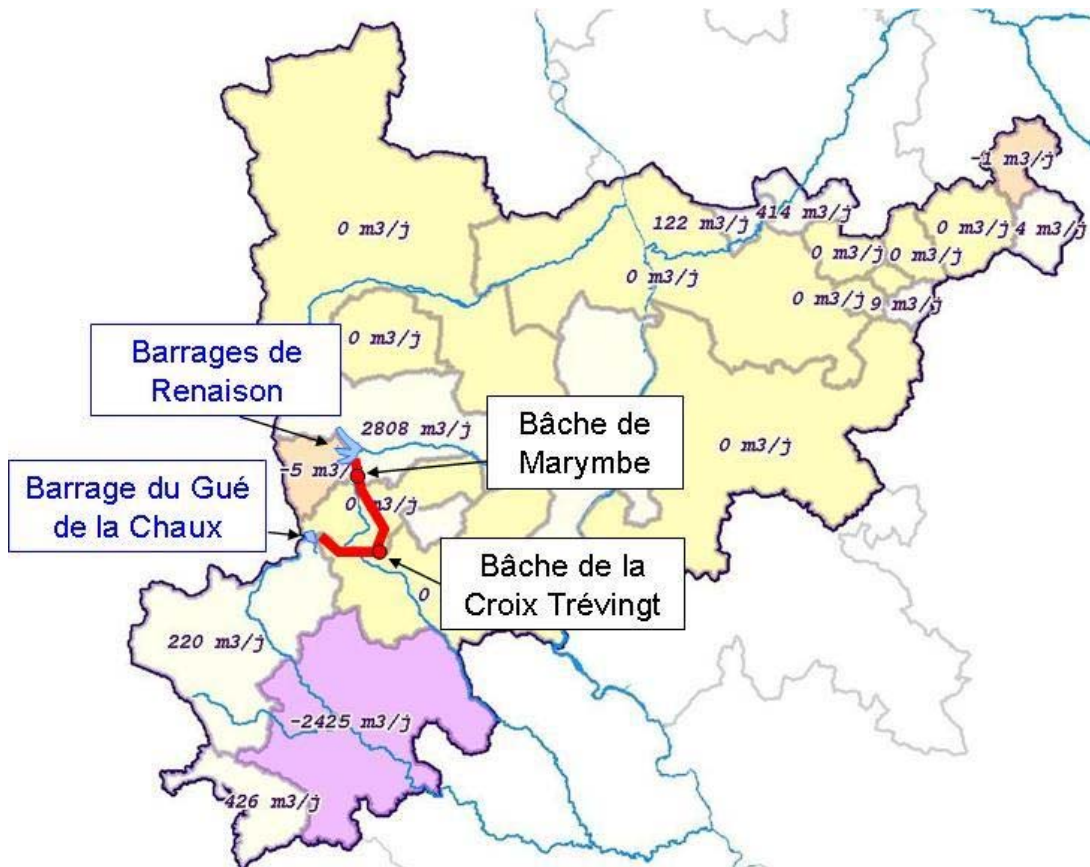 -1 m3/j
122 m3/j
414 m3/j
0 m3/j
0 m3/j
4 m3/j
0 m3/j
0 m3/j
0 m3/j
0 m3/j
9 m3/j
0 m3/j
0 m3/j
Barrages de
Renaison
2808 m3/j
Bâche de
Marymbe
0 m3/j
-5 m3/
Barrage du Gué
de la Chaux
0 m3/j
Bâche de la
Croix Trévingt
0
220 m3/j
-2425 m3/j
426 m3/j